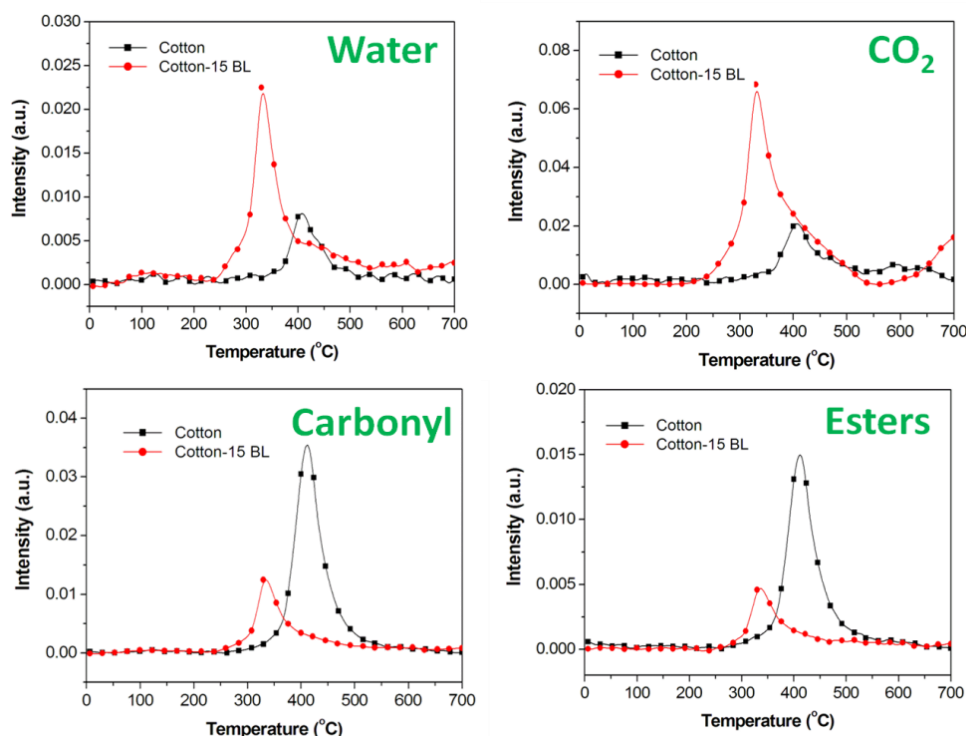 Water
Cotton
Cotton-15 BL
Intensity (a.u.)
0.030
0.025
0.020
0.015
0.010
0.005
0.000
0 100 200 300 400 500 600 700
Temperature (°C)
CO₂
Cotton
Cotton-15 BL
Intensity (a.u.)
0.08
0.06
0.04
0.02
0.00
0 100 200 300 400 500 600 700
Temperature (°C)
Carbonyl
Cotton
Cotton-15 BL
Intensity (a.u.)
0.04
0.03
0.02
0.01
0.00
0 100 200 300 400 500 600 700
Temperature (°C)
Esters
Cotton
Cotton-15 BL
Intensity (a.u.)
0.020
0.015
0.010
0.005
0.000
0 100 200 300 400 500 600 700
Temperature (°C)